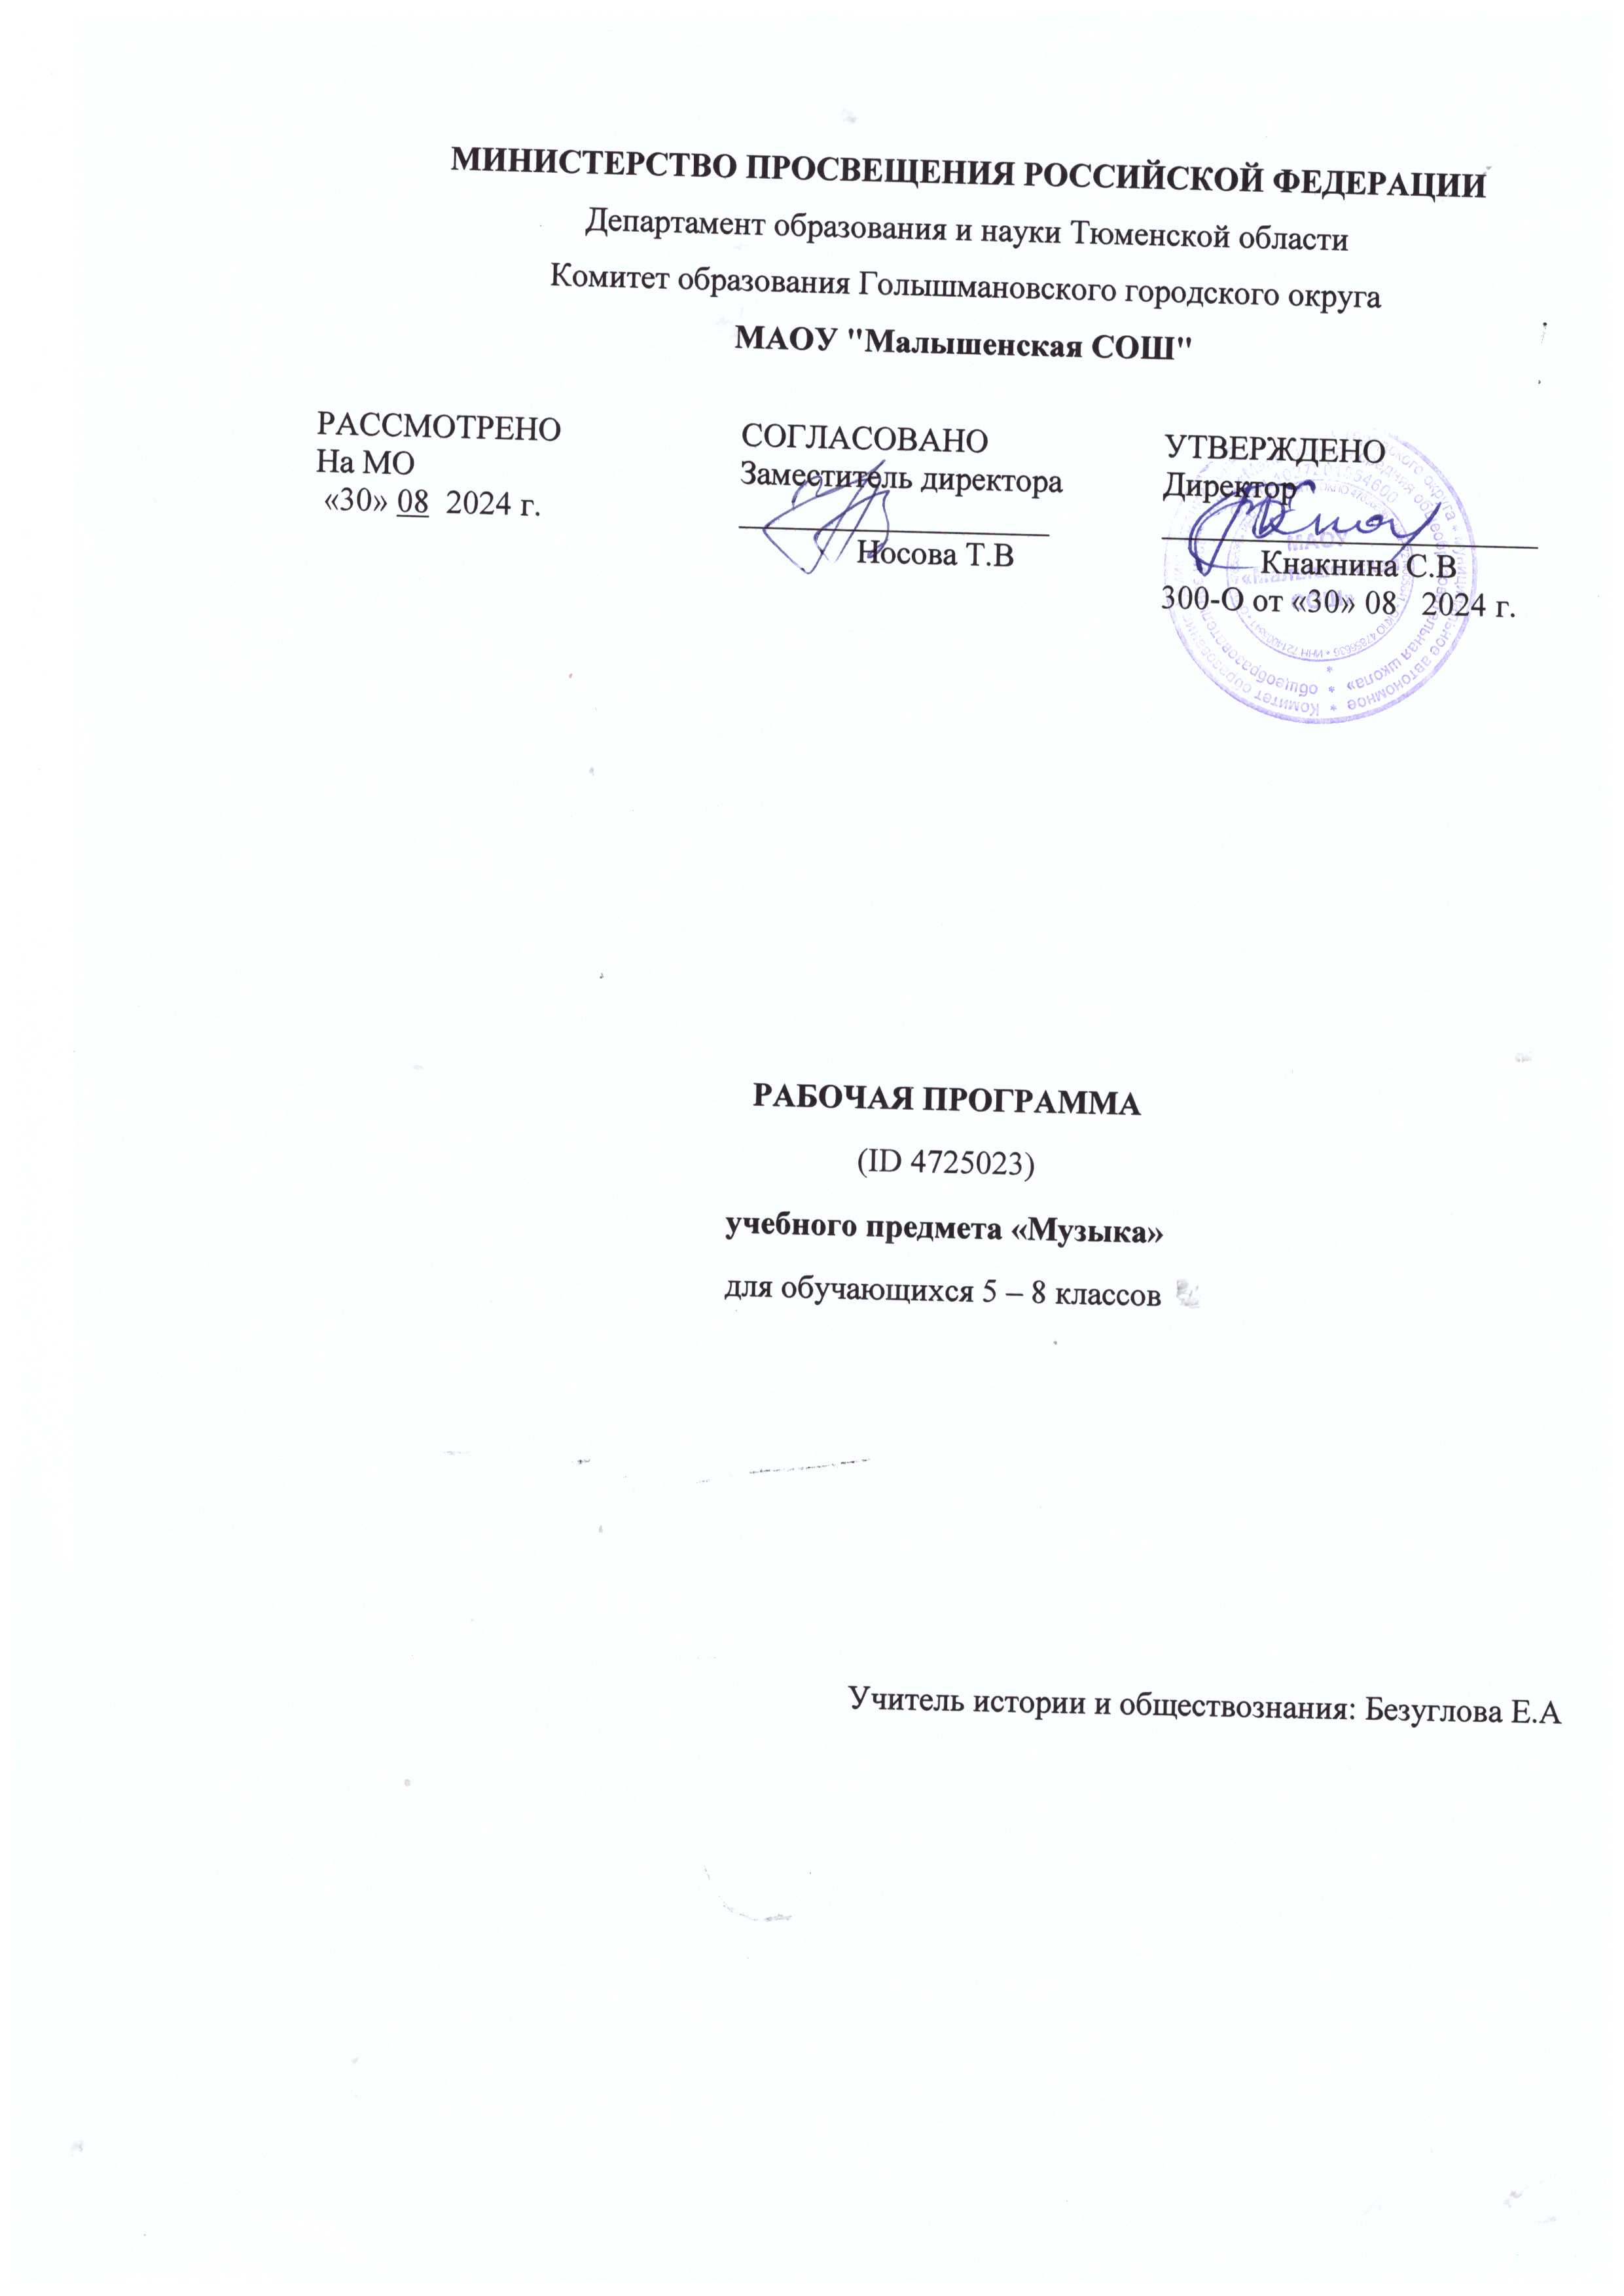 МИНИСТЕРСТВО ПРОСВЕЩЕНИЯ РОССИЙСКОЙ ФЕДЕРАЦИИ
Департамент образования и науки Тюменской области
Комитет образования Голышмановского городского округа
МАОУ "Малышенская СОШ"
РАССМОТРЕНО
На МО
«30» 08 2024 г.
СОГЛАСОВАНО
Заместитель директора
Носова Т.В
УТВЕРЖДЕНО
Директор
Кнакнина С.В
300-О от «30» 08 2024 г.
МАОУ
РАБОЧАЯ ПРОГРАММА
(ID 4725023)
учебного предмета «Музыка»
для обучающихся 5 – 8 классов
Учитель истории и обществознания: Безуглова Е.А